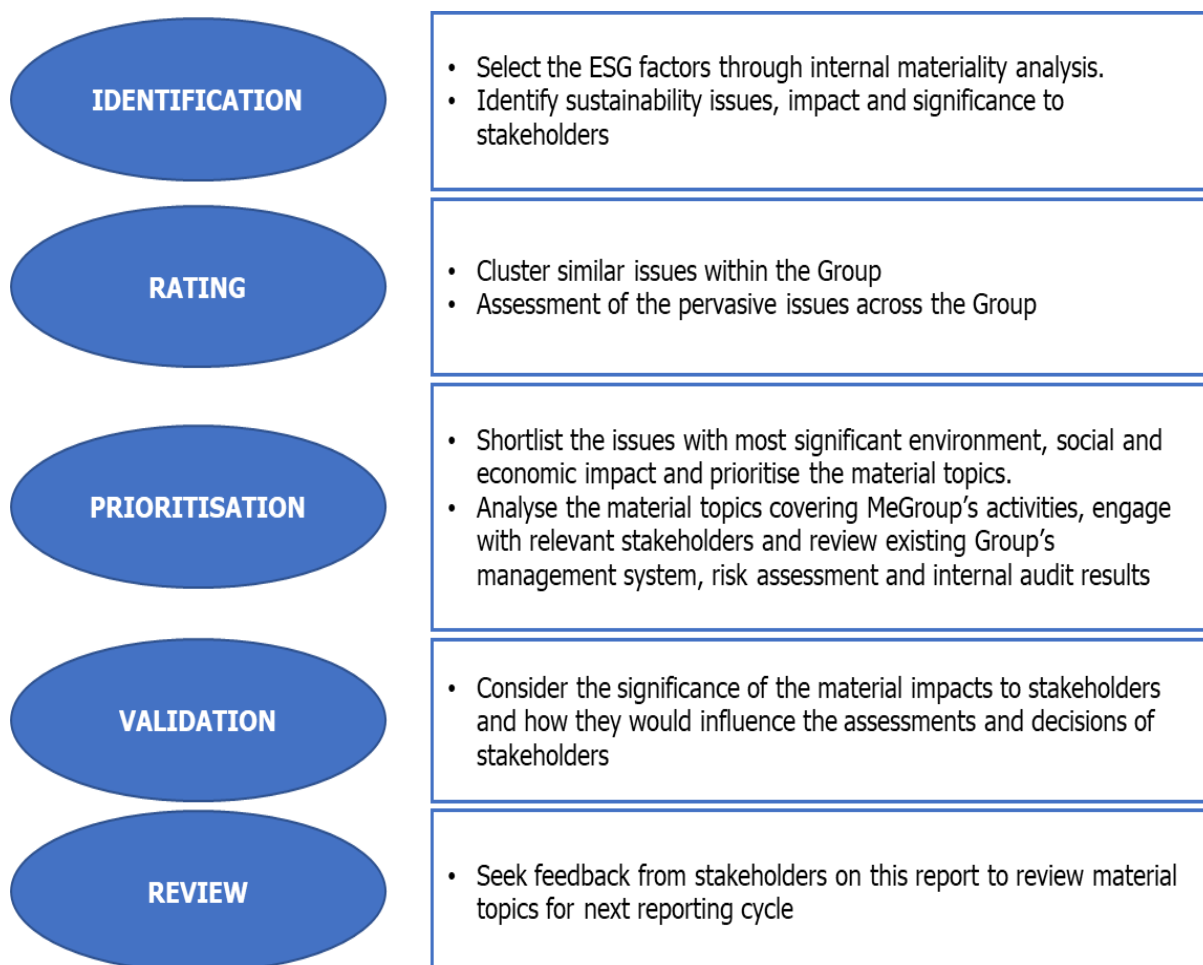 IDENTIFICATION
• Select the ESG factors through internal materiality analysis.
• Identify sustainability issues, impact and significance to
stakeholders
RATING
• Cluster similar issues within the Group
• Assessment of the pervasive issues across the Group
PRIORITISATION
• Shortlist the issues with most significant environment, social and
economic impact and prioritise the material topics.
• Analyse the material topics covering MeGroup’s activities, engage
with relevant stakeholders and review existing Group’s
management system, risk assessment and internal audit results
VALIDATION
• Consider the significance of the material impacts to stakeholders
and how they would influence the assessments and decisions of
stakeholders
REVIEW
• Seek feedback from stakeholders on this report to review material
topics for next reporting cycle